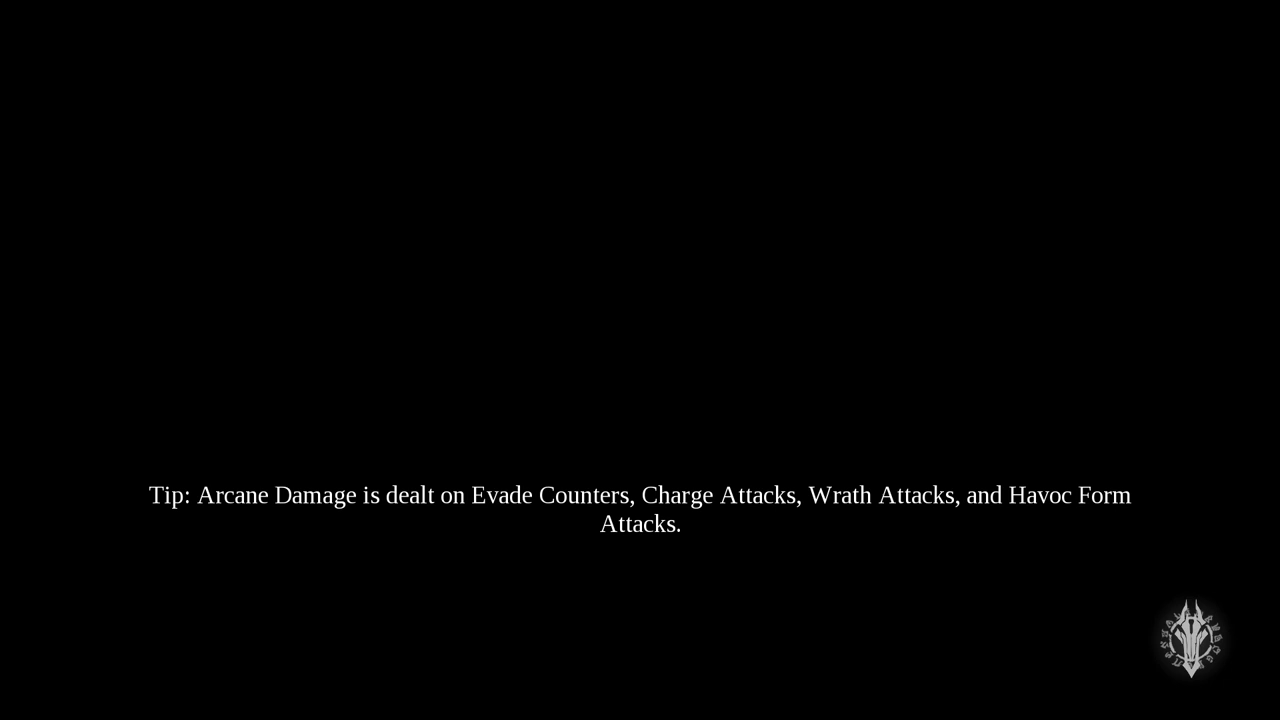 Tip: Arcane Damage is dealt on Evade Counters, Charge Attacks, Wrath Attacks, and Havoc Form
Attacks.